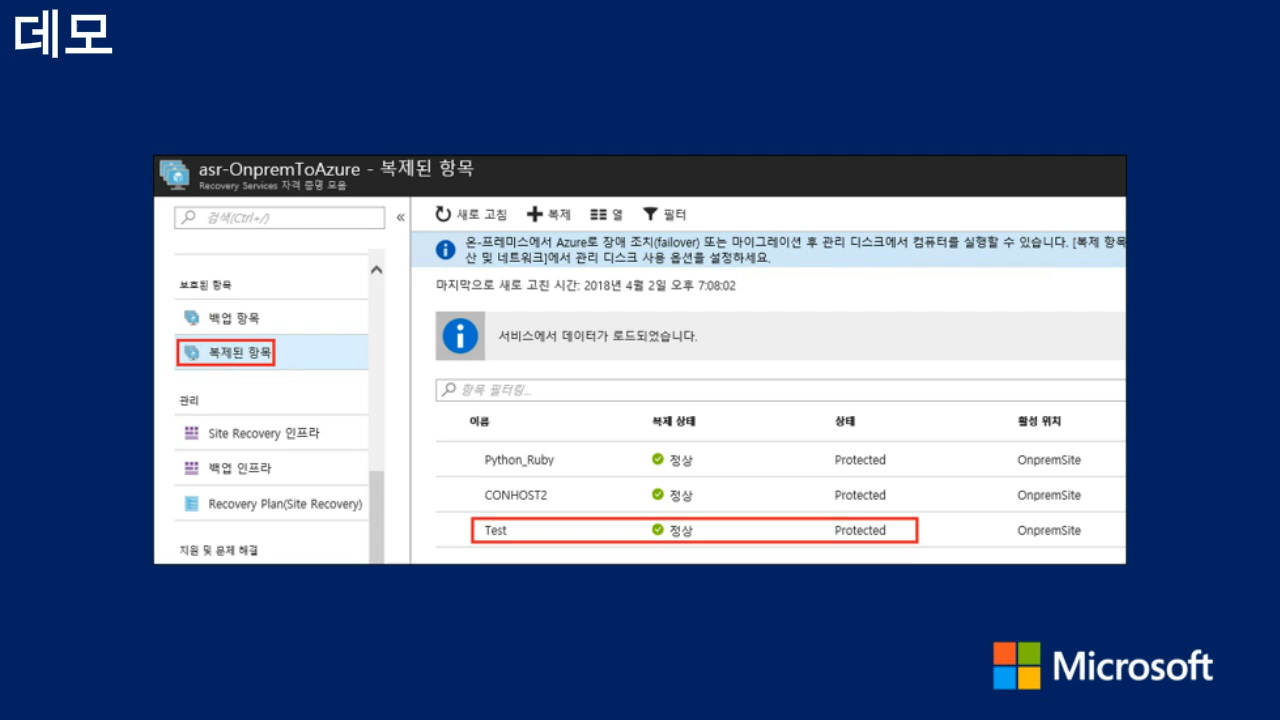 데모
asr-OnpremToAzure - 복제된 항목
Recovery Services 자격 증명 모음
검색(Ctrl+/)
«
보호된 항목
백업 항목
복제된 항목
관리
Site Recovery 인프라
백업 인프라
Recovery Plan(Site Recovery)
지원 및 문제 해결
새로 고침 복제 열 필터
온-프레미스에서 Azure로 장애 조치(failover) 또는 마이그레이션 후 관리 디스크에서 컴퓨터를 실행할 수 있습니다. [복제 항목
산 및 네트워크]에서 관리 디스크 사용 옵션을 설정하세요.
마지막으로 새로 고친 시간: 2018년 4월 2일 오후 7:08:02
서비스에서 데이터가 로드되었습니다.
항목 필터링...
이름 복제 상태 상태 활성 위치
Python_Ruby 정상 Protected OnpremSite
CONHOST2 정상 Protected OnpremSite
Test 정상 Protected OnpremSite
Microsoft